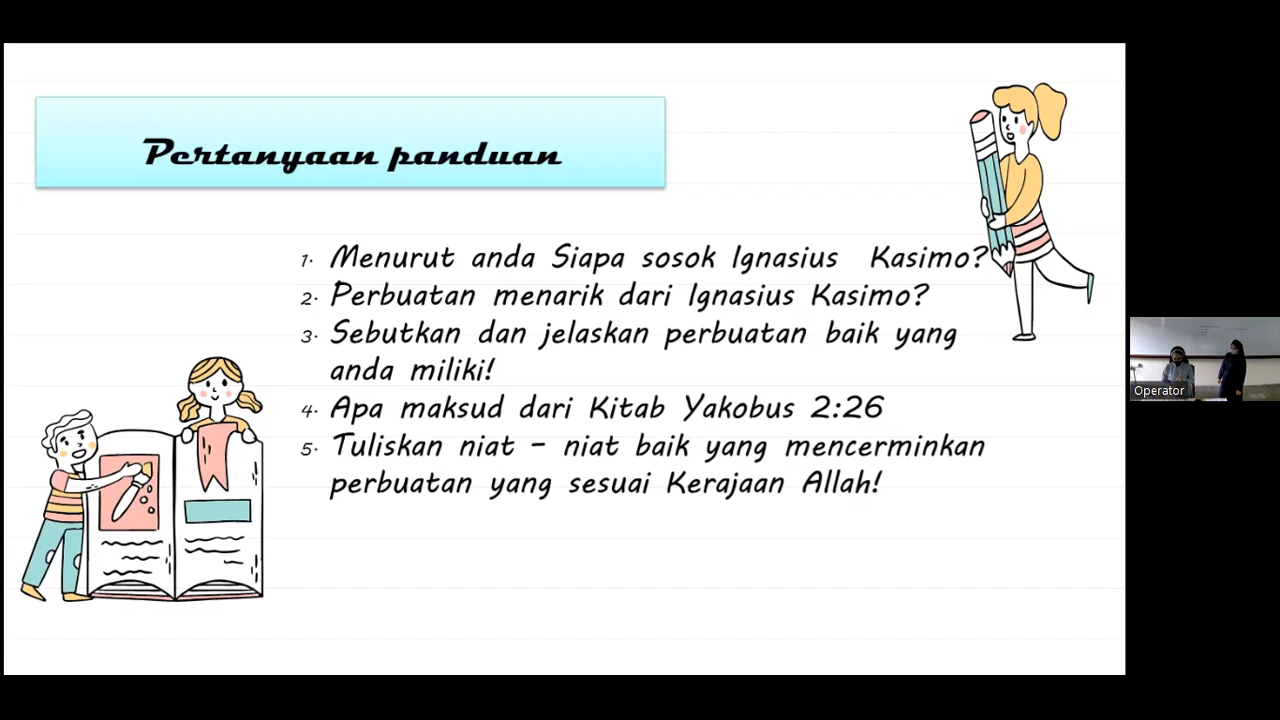 Pertanyaan panduan
1. Menurut anda Siapa sosok Ignasius Kasimo?
2. Perbuatan menarik dari Ignasius Kasimo?
3. Sebutkan dan jelaskan perbuatan baik yang
anda miliki!
4. Apa maksud dari Kitab Yakobus 2:26
5. Tuliskan niat - niat baik yang mencerminkan
perbuatan yang sesuai Kerajaan Allah!
Operator